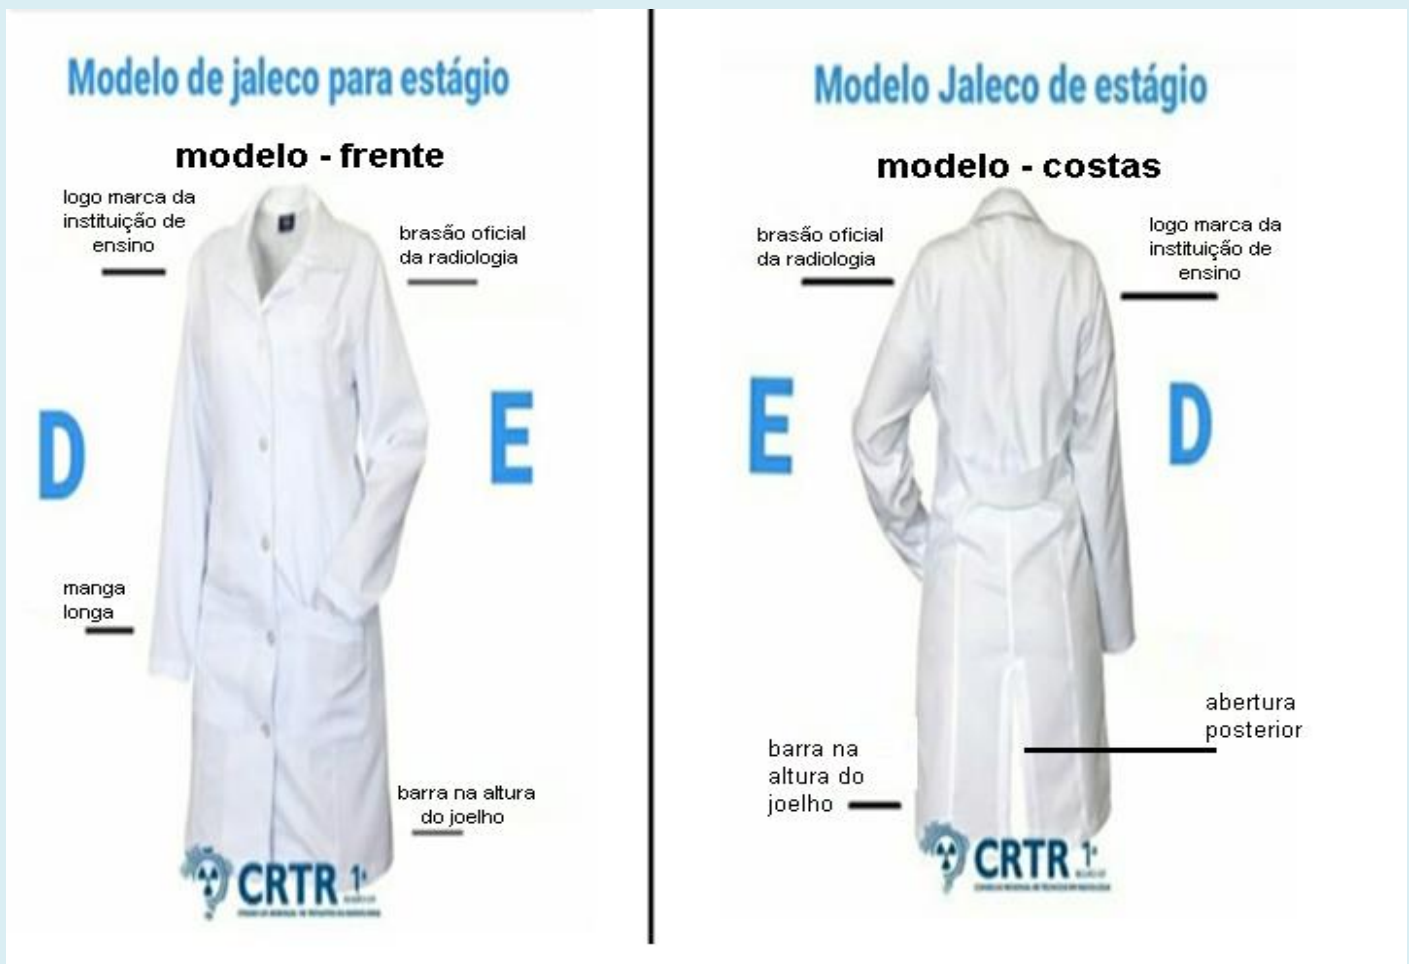 Modelo de jaleco para estágio
modelo - frente
logo marca da
instituição de
ensino
brasão oficial
da radiologia
D
E
manga
longa
barra na altura
do joelho
CRTR 1ª
Modelo Jaleco de estágio
modelo - costas
brasão oficial
da radiologia
logo marca da
instituição de
ensino
E
D
abertura
posterior
barra na
altura do
joelho
CRTR 1ª